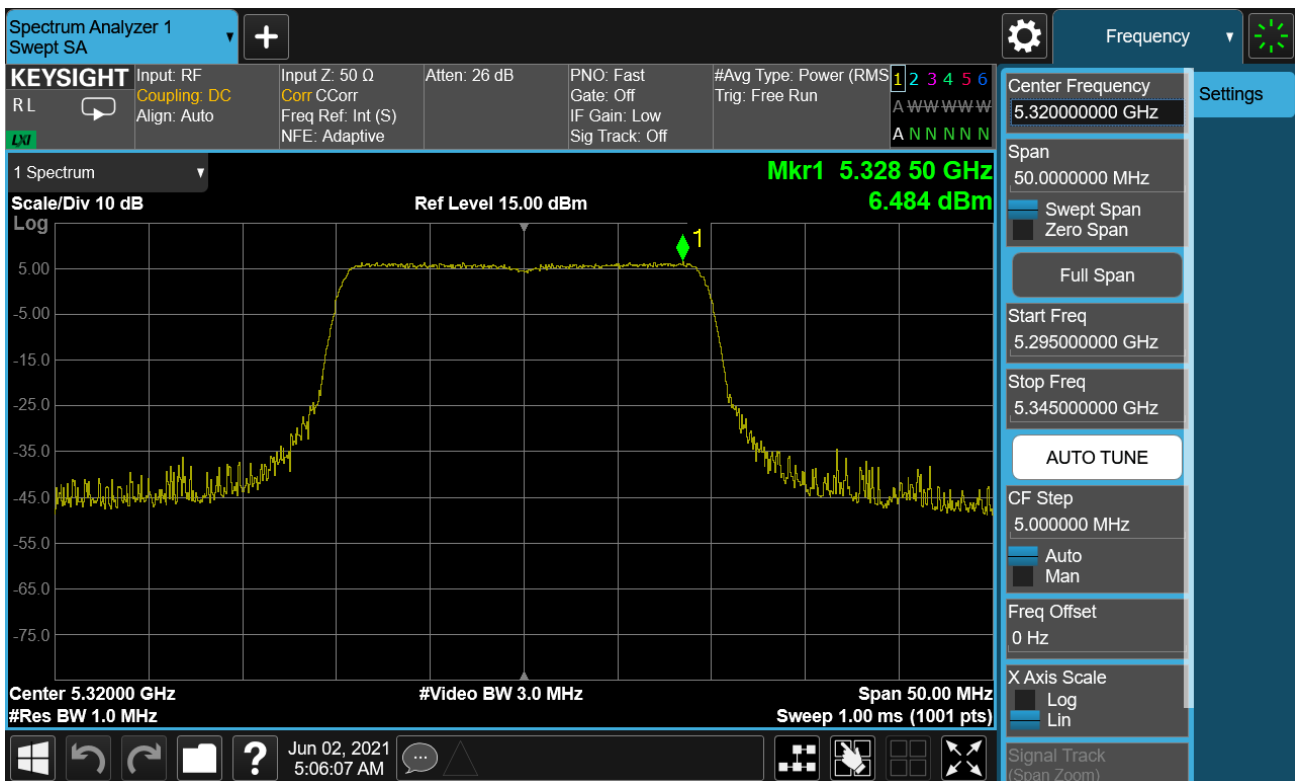 Spectrum Analyzer 1
Swept SA
Frequency
KEYSIGHT
R L
LXI
Input: RF
Coupling: DC
Align: Auto
Input Z: 50 Ω
Corr CCorr
Freq Ref: Int (S)
NFE: Adaptive
Atten: 26 dB
PNO: Fast
Gate: Off
IF Gain: Low
Sig Track: Off
#Avg Type: Power (RMS
Trig: Free Run
1 2 3 4 5 6
A W W W W W
A N N N N N
1 Spectrum
Mkr1 5.328 50 GHz
6.484 dBm
Scale/Div 10 dB
Ref Level 15.00 dBm
Log
1
5.00
-5.00
-15.0
-25.0
-35.0
-45.0
-55.0
-65.0
-75.0
Center 5.32000 GHz
#Video BW 3.0 MHz
Span 50.00 MHz
#Res BW 1.0 MHz
Sweep 1.00 ms (1001 pts)
Center Frequency
5.320000000 GHz
Settings
Span
50.0000000 MHz
Swept Span
Zero Span
Full Span
Start Freq
5.295000000 GHz
Stop Freq
5.345000000 GHz
AUTO TUNE
CF Step
5.000000 MHz
Auto
Man
Freq Offset
0 Hz
X Axis Scale
Log
Lin
Signal Track
(Span Zoom)
?
Jun 02, 2021
5:06:07 AM